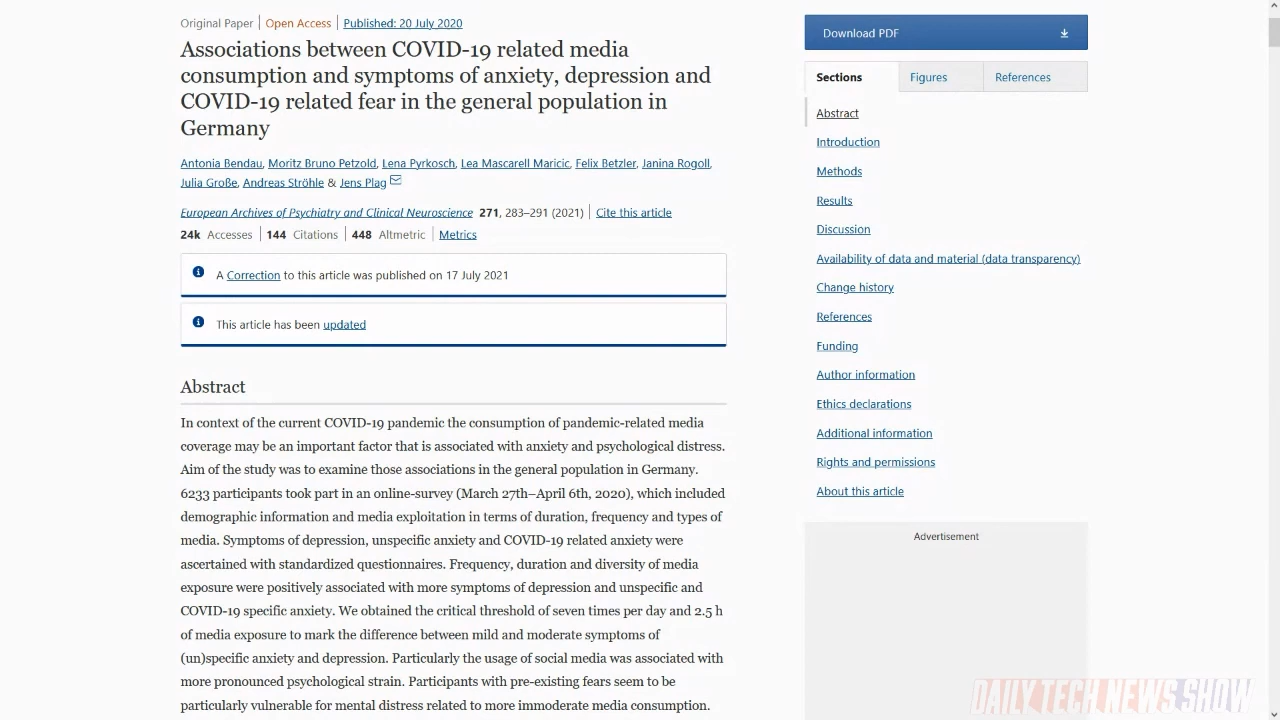 Original Paper | Open Access | Published: 20 July 2020
Associations between COVID-19 related media
consumption and symptoms of anxiety, depression and
COVID-19 related fear in the general population in
Germany
Antonia Bendau, Moritz Bruno Petzold, Lena Pyrkosch, Lea Mascarell Maricic, Felix Betzler, Janina Rogoll,
Julia Große, Andreas Ströhle & Jens Plag
European Archives of Psychiatry and Clinical Neuroscience 271, 283–291 (2021) | Cite this article
24k Accesses | 144 Citations | 448 Altmetric | Metrics
A Correction to this article was published on 17 July 2021
This article has been updated
Abstract
In context of the current COVID-19 pandemic the consumption of pandemic-related media
coverage may be an important factor that is associated with anxiety and psychological distress.
Aim of the study was to examine those associations in the general population in Germany.
6233 participants took part in an online-survey (March 27th–April 6th, 2020), which included
demographic information and media exploitation in terms of duration, frequency and types of
media. Symptoms of depression, unspecific anxiety and COVID-19 related anxiety were
ascertained with standardized questionnaires. Frequency, duration and diversity of media
exposure were positively associated with more symptoms of depression and unspecific and
COVID-19 specific anxiety. We obtained the critical threshold of seven times per day and 2.5 h
of media exposure to mark the difference between mild and moderate symptoms of
(un)specific anxiety and depression. Particularly the usage of social media was associated with
more pronounced psychological strain. Participants with pre-existing fears seem to be
particularly vulnerable for mental distress related to more immoderate media consumption.
Download PDF
Sections
Figures
References
Abstract
Introduction
Methods
Results
Discussion
Availability of data and material (data transparency)
Change history
References
Funding
Author information
Ethics declarations
Additional information
Rights and permissions
About this article
Advertisement
DAILY TECH NEWS SHOW